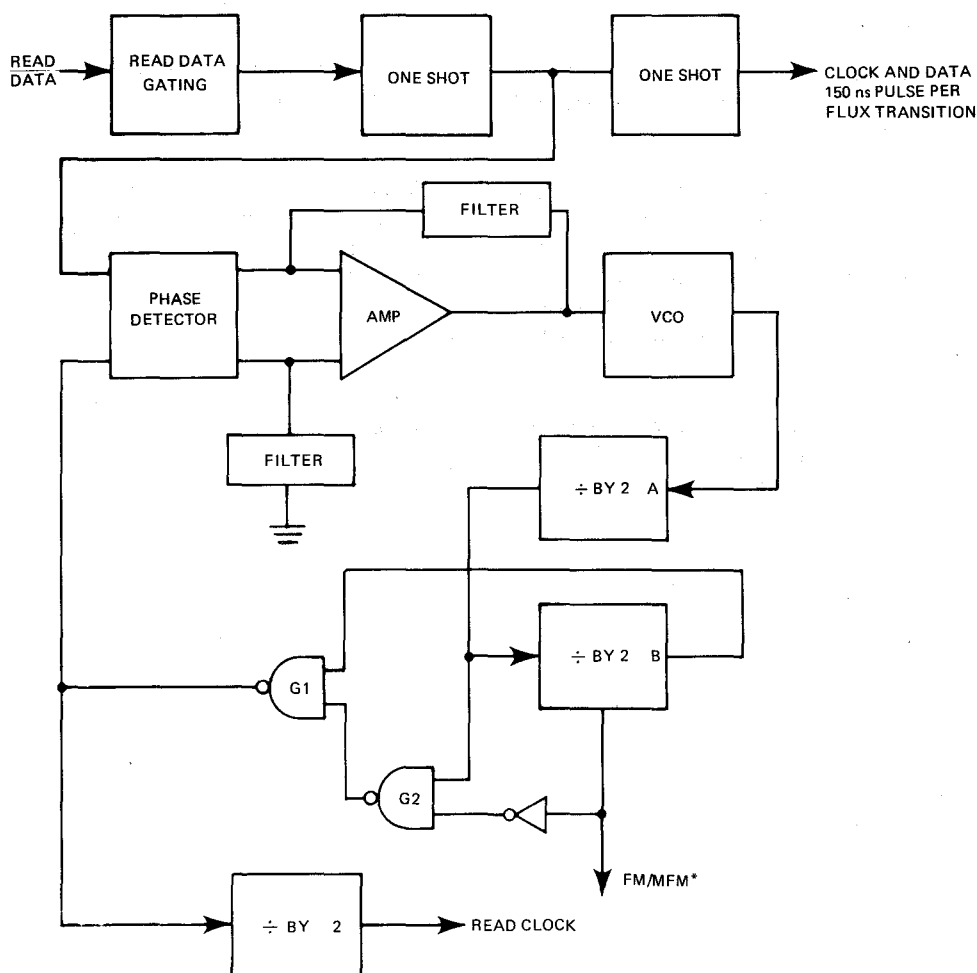 READ
DATA
READ DATA
GATING
ONE SHOT
ONE SHOT
CLOCK AND DATA
150 ns PULSE PER
FLUX TRANSITION
FILTER
PHASE
DETECTOR
AMP
VCO
FILTER
÷ BY 2 A
÷ BY 2 B
G1
G2
FM/MFM*
÷ BY 2
READ CLOCK